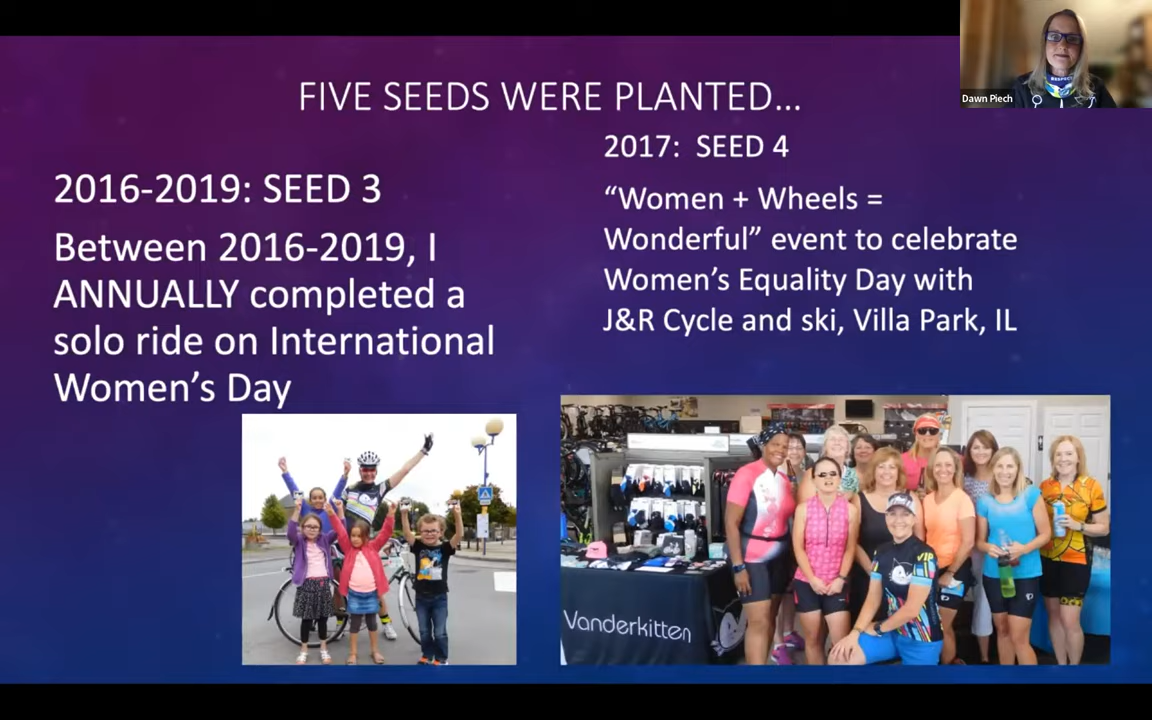 FIVE SEEDS WERE PLANTED...
Dawn Piech
RESPECT
2016-2019: SEED 3
Between 2016-2019, I
ANNUALLY completed a
solo ride on International
Women’s Day
2017:  SEED 4
“Women + Wheels =
Wonderful” event to celebrate
Women’s Equality Day with
J&R Cycle and ski, Villa Park, IL
VIP
Vanderkitten